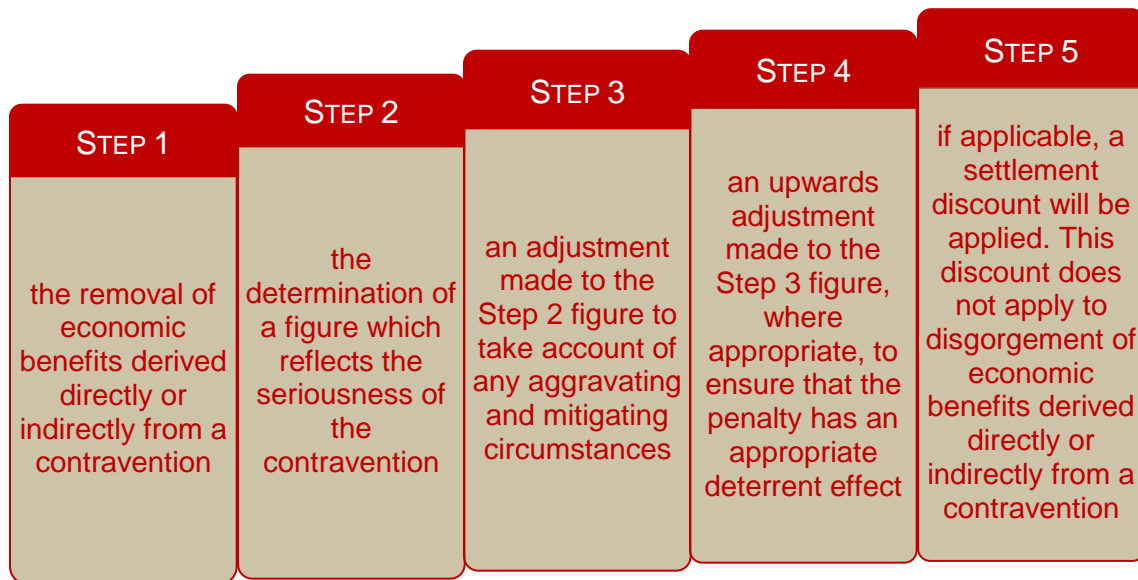 STEP 1
the removal of
economic
benefits derived
directly or
indirectly from a
contravention
STEP 2
the
determination of
a figure which
reflects the
seriousness of
the
contravention
STEP 3
an adjustment
made to the
Step 2 figure to
take account of
any aggravating
and mitigating
circumstances
STEP 4
an upwards
adjustment
made to the
Step 3 figure,
where
appropriate, to
ensure that the
penalty has an
appropriate
deterrent effect
STEP 5
if applicable, a
settlement
discount will be
applied. This
discount does
not apply to
disgorgement of
economic
benefits derived
directly or
indirectly from a
contravention